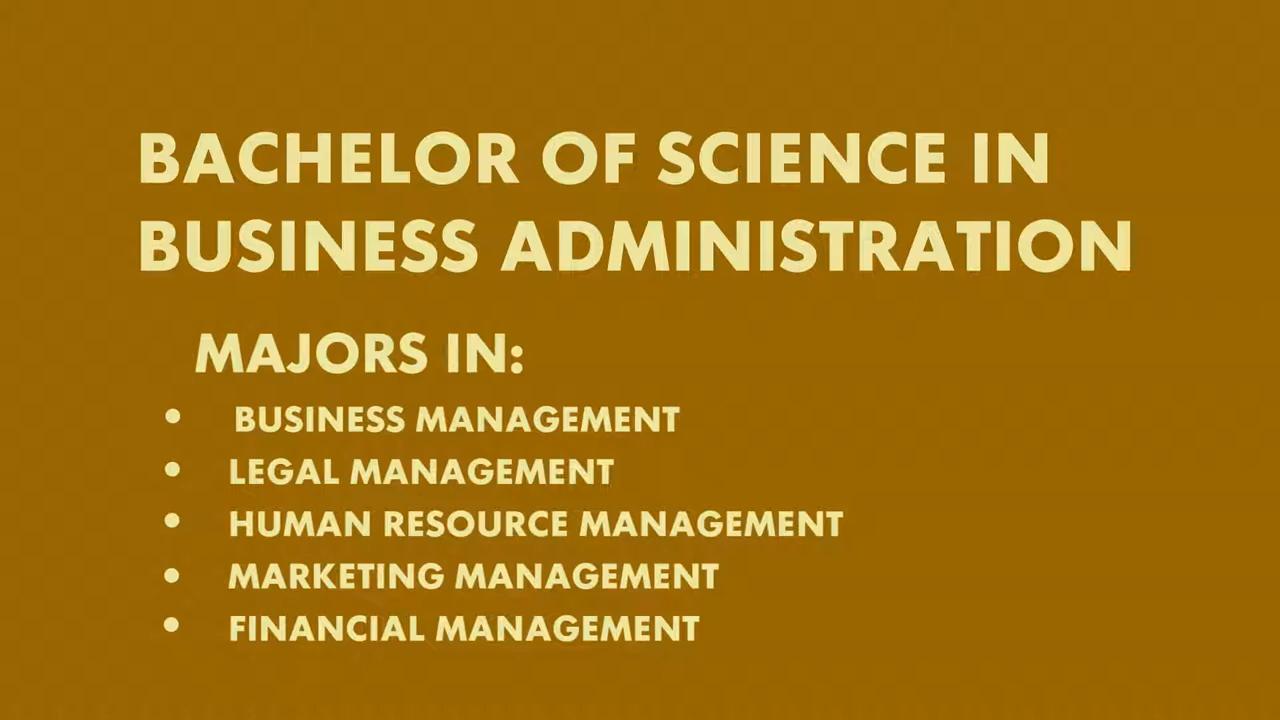 BACHELOR OF SCIENCE IN
BUSINESS ADMINISTRATION
MAJORS IN:
• BUSINESS MANAGEMENT
• LEGAL MANAGEMENT
• HUMAN RESOURCE MANAGEMENT
• MARKETING MANAGEMENT
• FINANCIAL MANAGEMENT